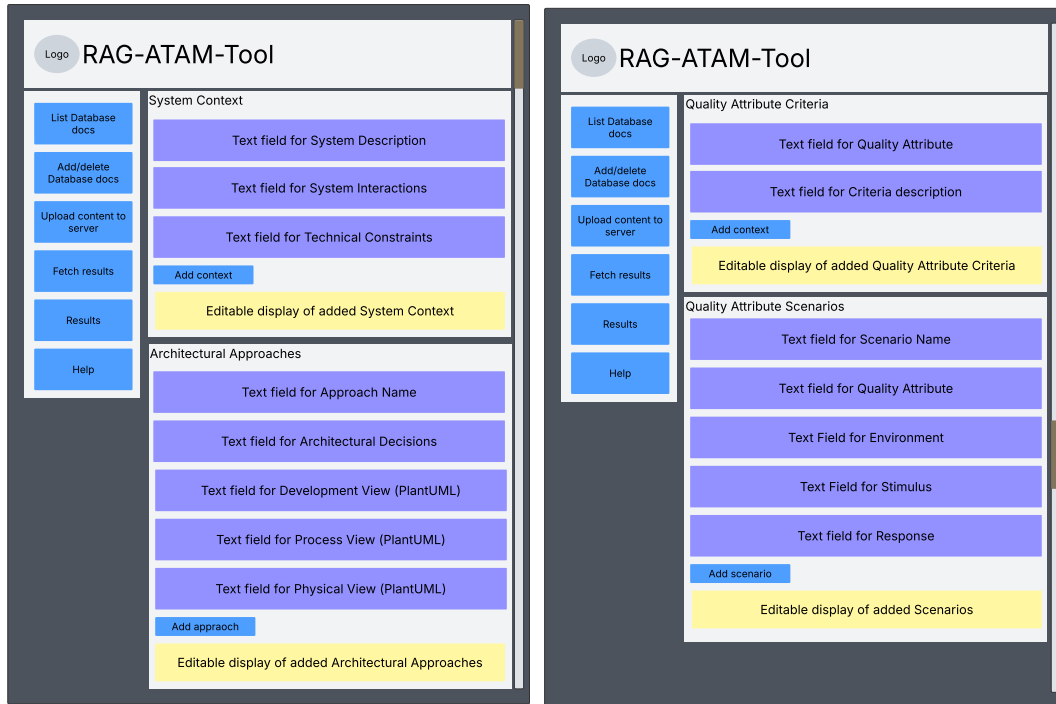 Logo
RAG-ATAM-Tool
List Database
docs
Add/delete
Database docs
Upload content to
server
Fetch results
Results
Help
System Context
Text field for System Description
Text field for System Interactions
Text field for Technical Constraints
Add context
Editable display of added System Context
Architectural Approaches
Text field for Approach Name
Text field for Architectural Decisions
Text field for Development View (PlantUML)
Text field for Process View (PlantUML)
Text field for Physical View (PlantUML)
Add appraoch
Editable display of added Architectural Approaches
Logo
RAG-ATAM-Tool
List Database
docs
Add/delete
Database docs
Upload content to
server
Fetch results
Results
Help
Quality Attribute Criteria
Text field for Quality Attribute
Text field for Criteria description
Add context
Editable display of added Quality Attribute Criteria
Quality Attribute Scenarios
Text field for Scenario Name
Text field for Quality Attribute
Text Field for Environment
Text Field for Stimulus
Text field for Response
Add scenario
Editable display of added Scenarios